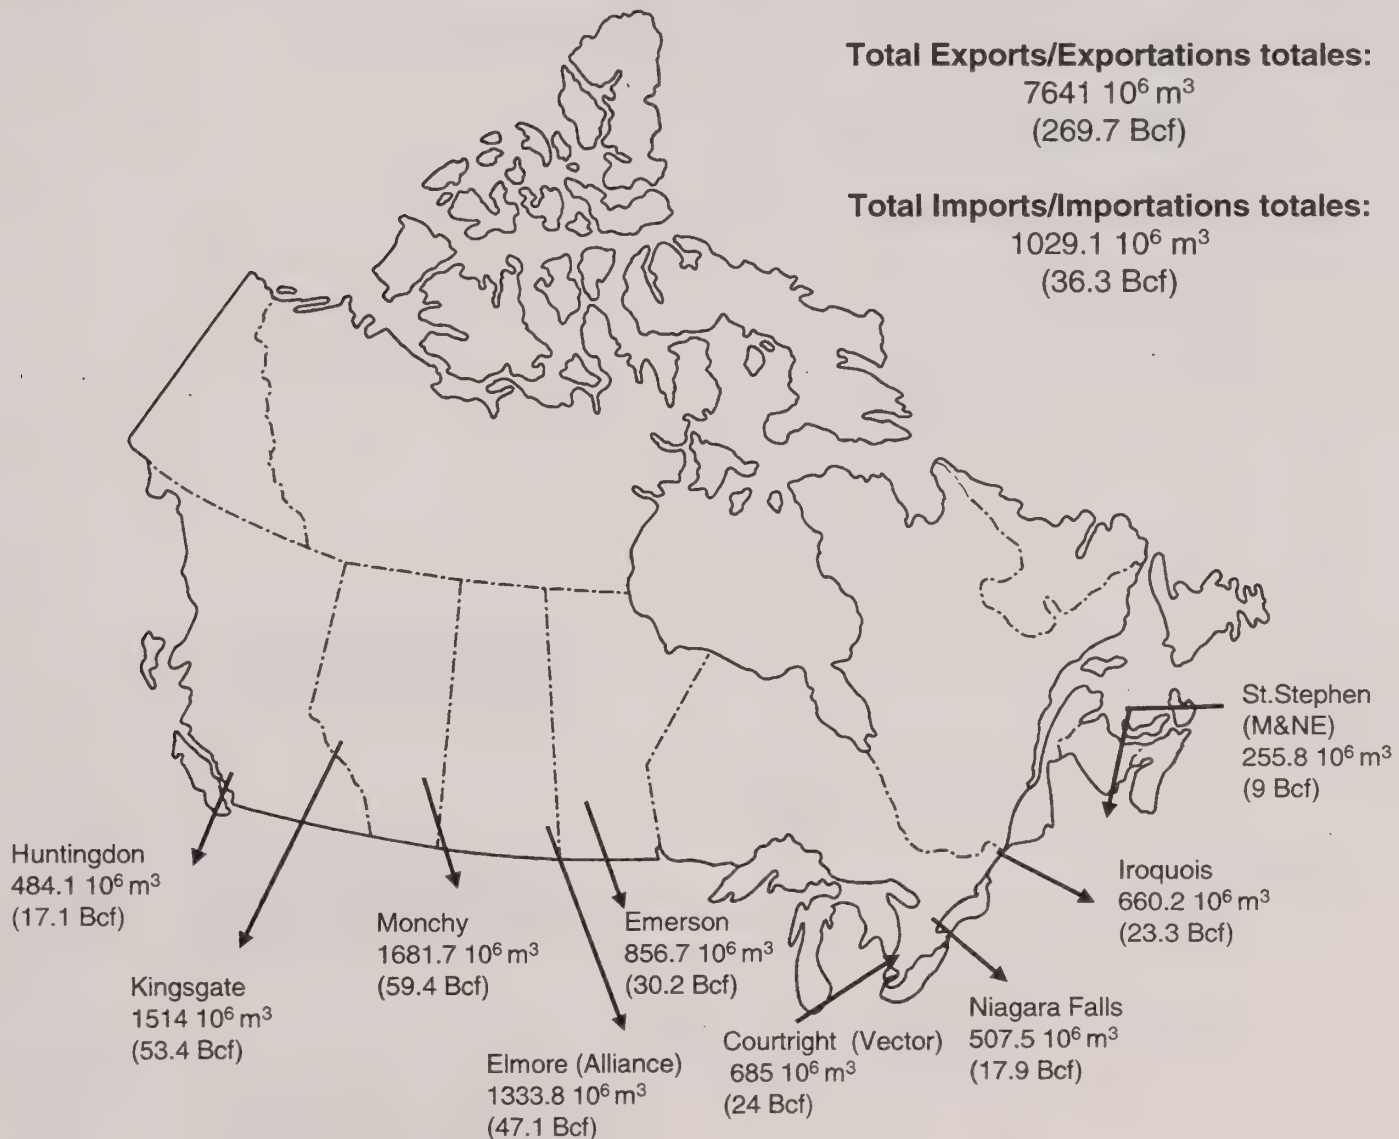 Total Exports/Exportations totales:
7641 10⁶ m³
(269.7 Bcf)
Total Imports/Importations totales:
1029.1 10⁶ m³
(36.3 Bcf)
St.Stephen
(M&NE)
255.8 10⁶ m³
(9 Bcf)
Huntingdon
484.1 10⁶ m³
(17.1 Bcf)
Kingsgate
1514 10⁶ m³
(53.4 Bcf)
Monchy
1681.7 10⁶ m³
(59.4 Bcf)
Elmore (Alliance)
1333.8 10⁶ m³
(47.1 Bcf)
Emerson
856.7 10⁶ m³
(30.2 Bcf)
Courtright (Vector)
685 10⁶ m³
(24 Bcf)
Niagara Falls
507.5 10⁶ m³
(17.9 Bcf)
Iroquois
660.2 10⁶ m³
(23.3 Bcf)